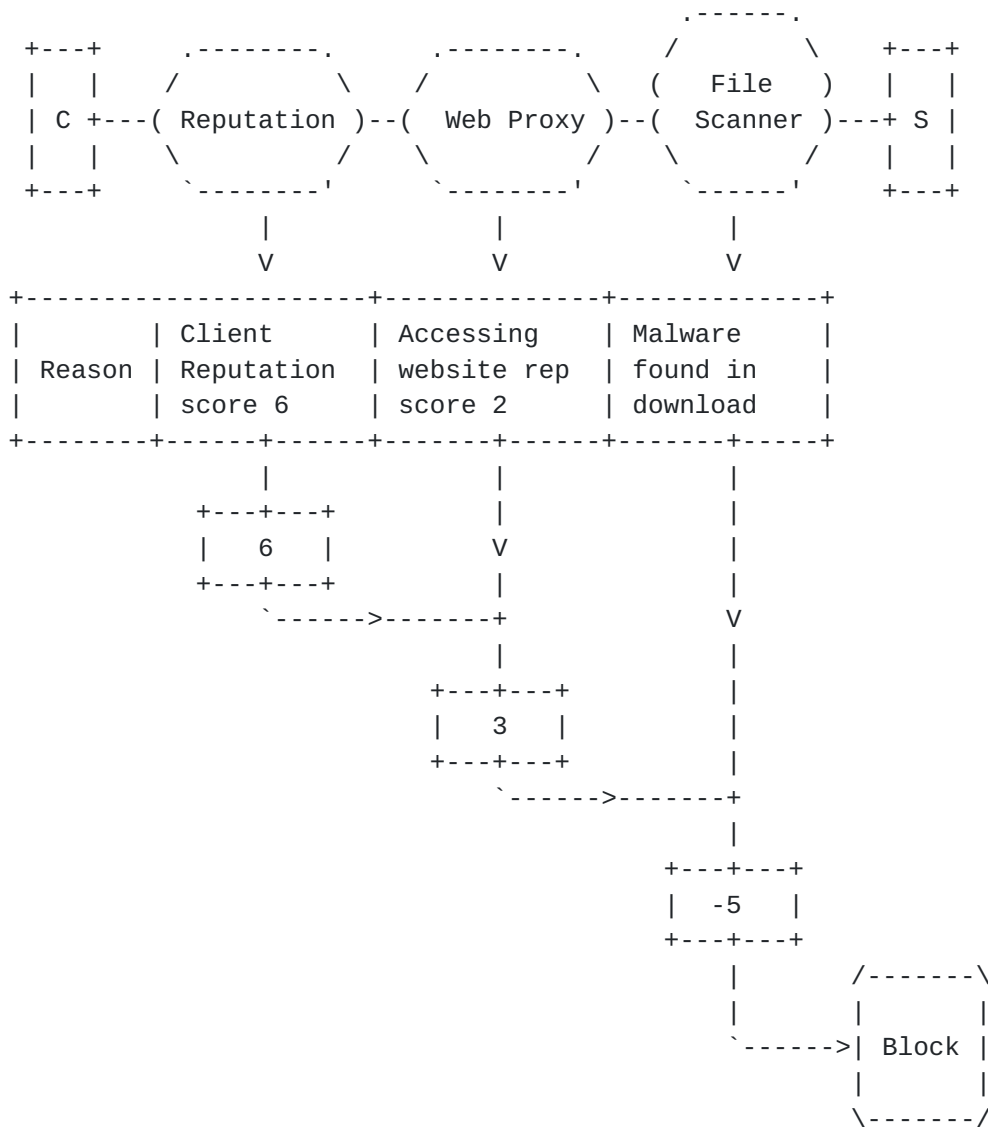 File
C Reputation Web Proxy Scanner S
V V V
Client Accessing Malware
Reason Reputation website rep found in
score 6 score 2 download
6 V
V
3
-5
Block